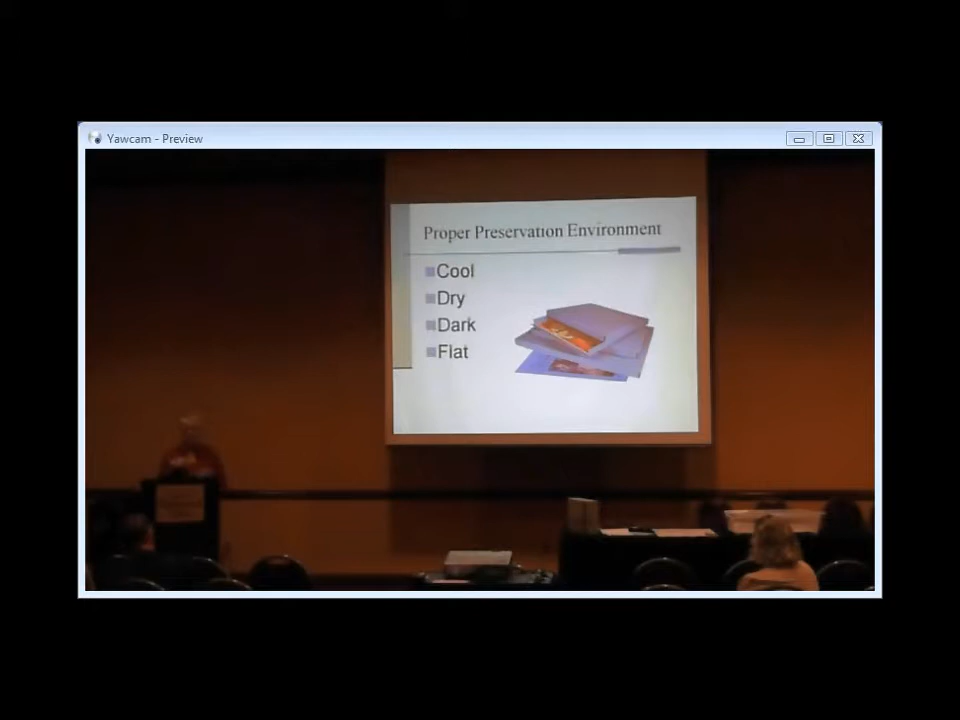 Yawcam - Preview
Proper Preservation Environment
Cool
Dry
Dark
Flat